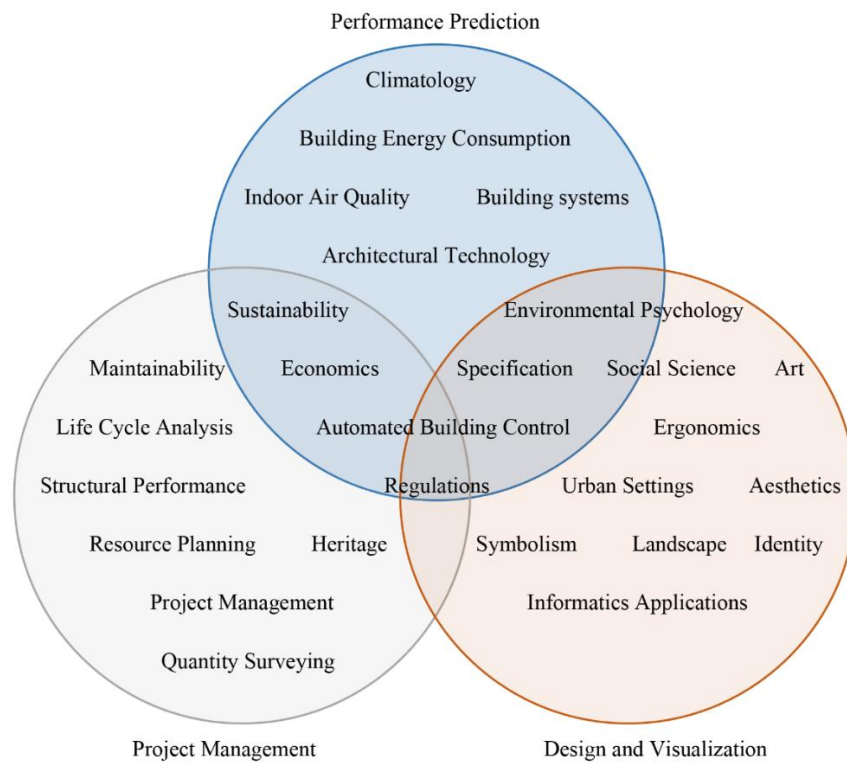 Performance Prediction
Climatology
Building Energy Consumption
Indoor Air Quality
Building systems
Architectural Technology
Sustainability
Environmental Psychology
Maintainability
Economics
Specification
Social Science
Art
Life Cycle Analysis
Automated Building Control
Ergonomics
Structural Performance
Regulations
Urban Settings
Aesthetics
Resource Planning
Heritage
Symbolism
Landscape
Identity
Project Management
Informatics Applications
Quantity Surveying
Project Management
Design and Visualization